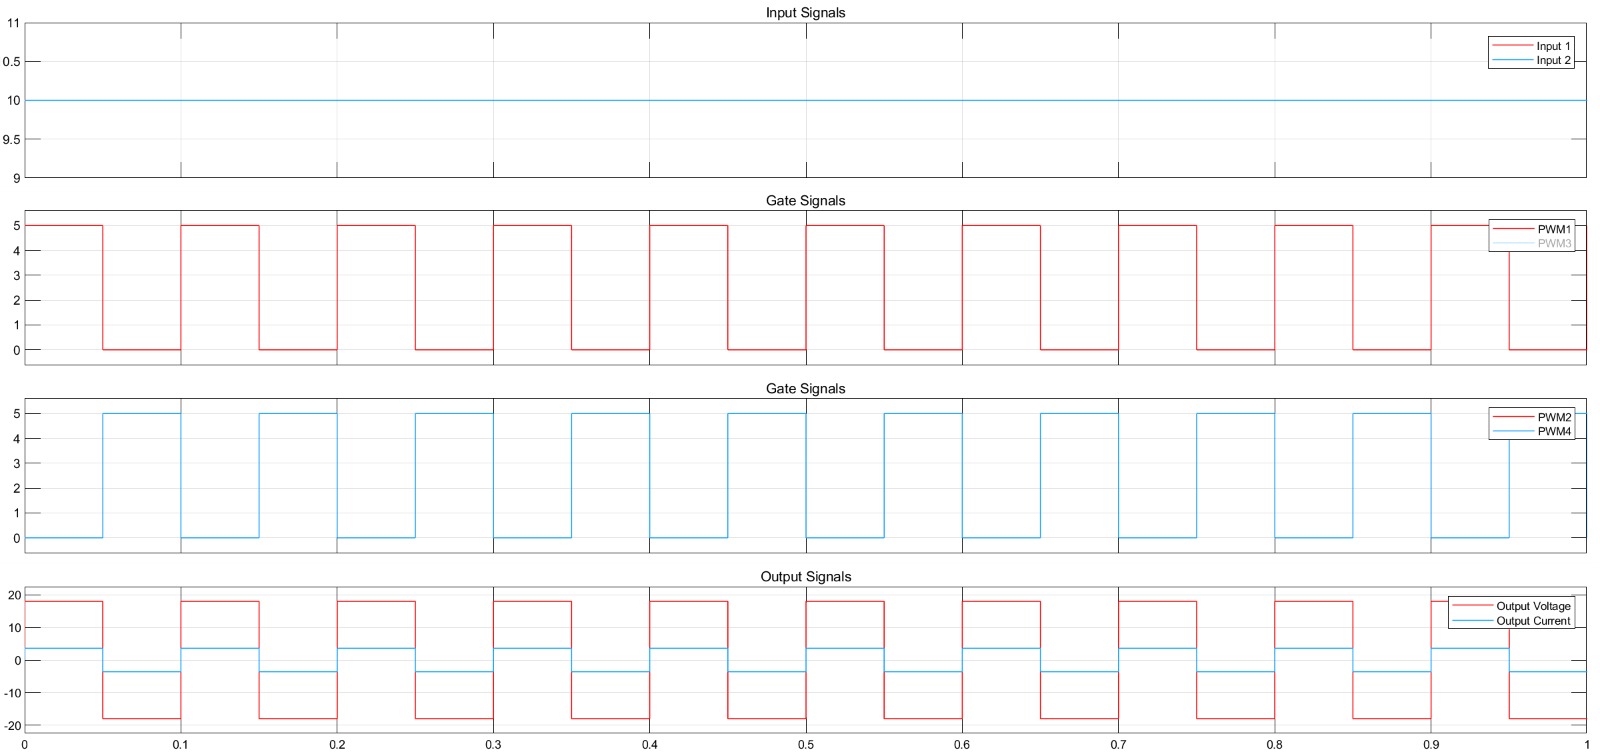 Input Signals
11
0.5
10
9.5
9
Input 1
Input 2
Gate Signals
5
4
3
2
1
0
PWM1
PWM3
Gate Signals
5
4
3
2
1
0
PWM2
PWM4
Output Signals
20
10
0
-10
-20
Output Voltage
Output Current
0 0.1 0.2 0.3 0.4 0.5 0.6 0.7 0.8 0.9 1